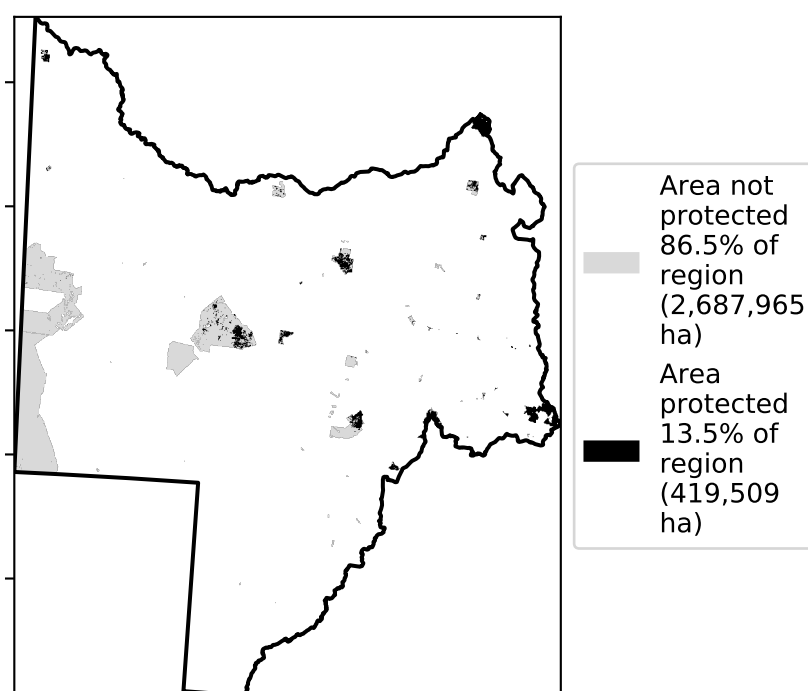 Area not
protected
86.5% of
region
(2,687,965
ha)
Area
protected
13.5% of
region
(419,509
ha)